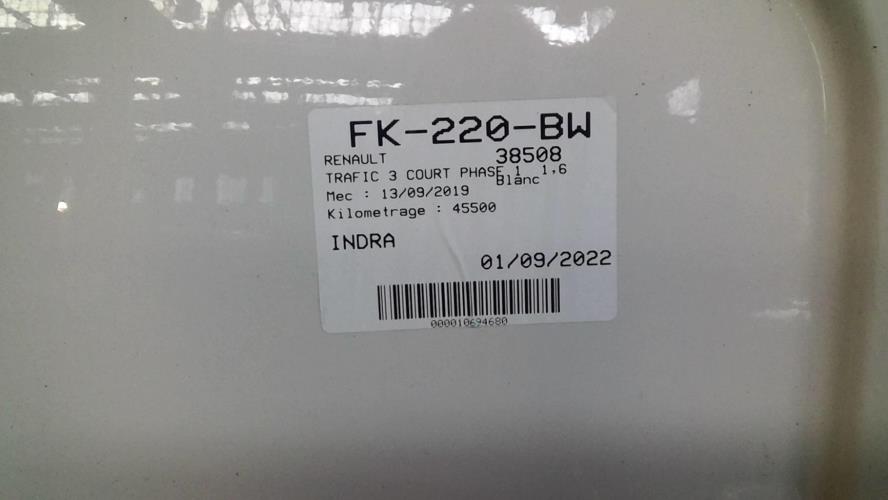 FK-220-BW
RENAULT 38508
TRAFIC 3 COURT PHASE 1 1,6
Blanc
Mec : 13/09/2019
Kilometrage : 45500
INDRA
01/09/2022
000010694680